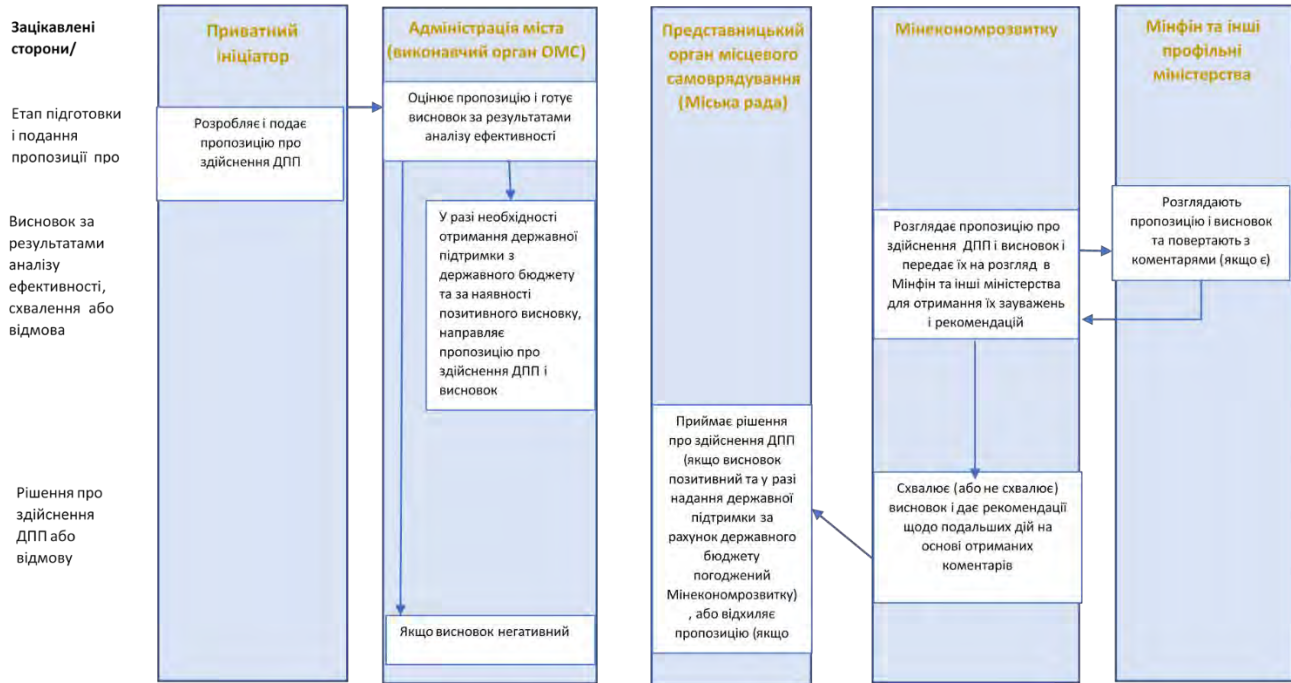 Зацікавлені
сторони/
Приватний
ініціатор
Адміністрація міста
(виконавчий орган ОМС)
Представницький
орган місцевого
самоврядування
(Міська рада)
Мінекономрозвитку
Мінфін та інші
профільні
міністерства
Етап підготовки
і подання
пропозиції про
Розробляє і подає
пропозицію про
здійснення ДПП
Оцінює пропозицію і готує
висновок за результатами
аналізу ефективності
Висновок за
результатами
аналізу
ефективності,
схвалення або
відмова
У разі необхідності
отримання державної
підтримки з
державного бюджету
та за наявності
позитивного висновку,
направляє
пропозицію про
здійснення ДПП і
висновок
Розглядає пропозицію про
здійснення ДПП і висновок і
передає їх на розгляд в
Мінфін та інші міністерства
для отримання їх зауважень
і рекомендацій
Розглядають
пропозицію і висновок
та повертають з
коментарями (якщо є)
Рішення про
здійснення
ДПП або
відмову
Якщо висновок негативний
Приймає рішення
про здійснення ДПП
(якщо висновок
позитивний та у разі
надання державної
підтримки за
рахунок державного
бюджету
погоджений
Мінекономрозвитку)
, або відхиляє
пропозицію (якщо
Схвалює (або не схвалює)
висновок і дає рекомендації
щодо подальших дій на
основі отриманих
коментарів